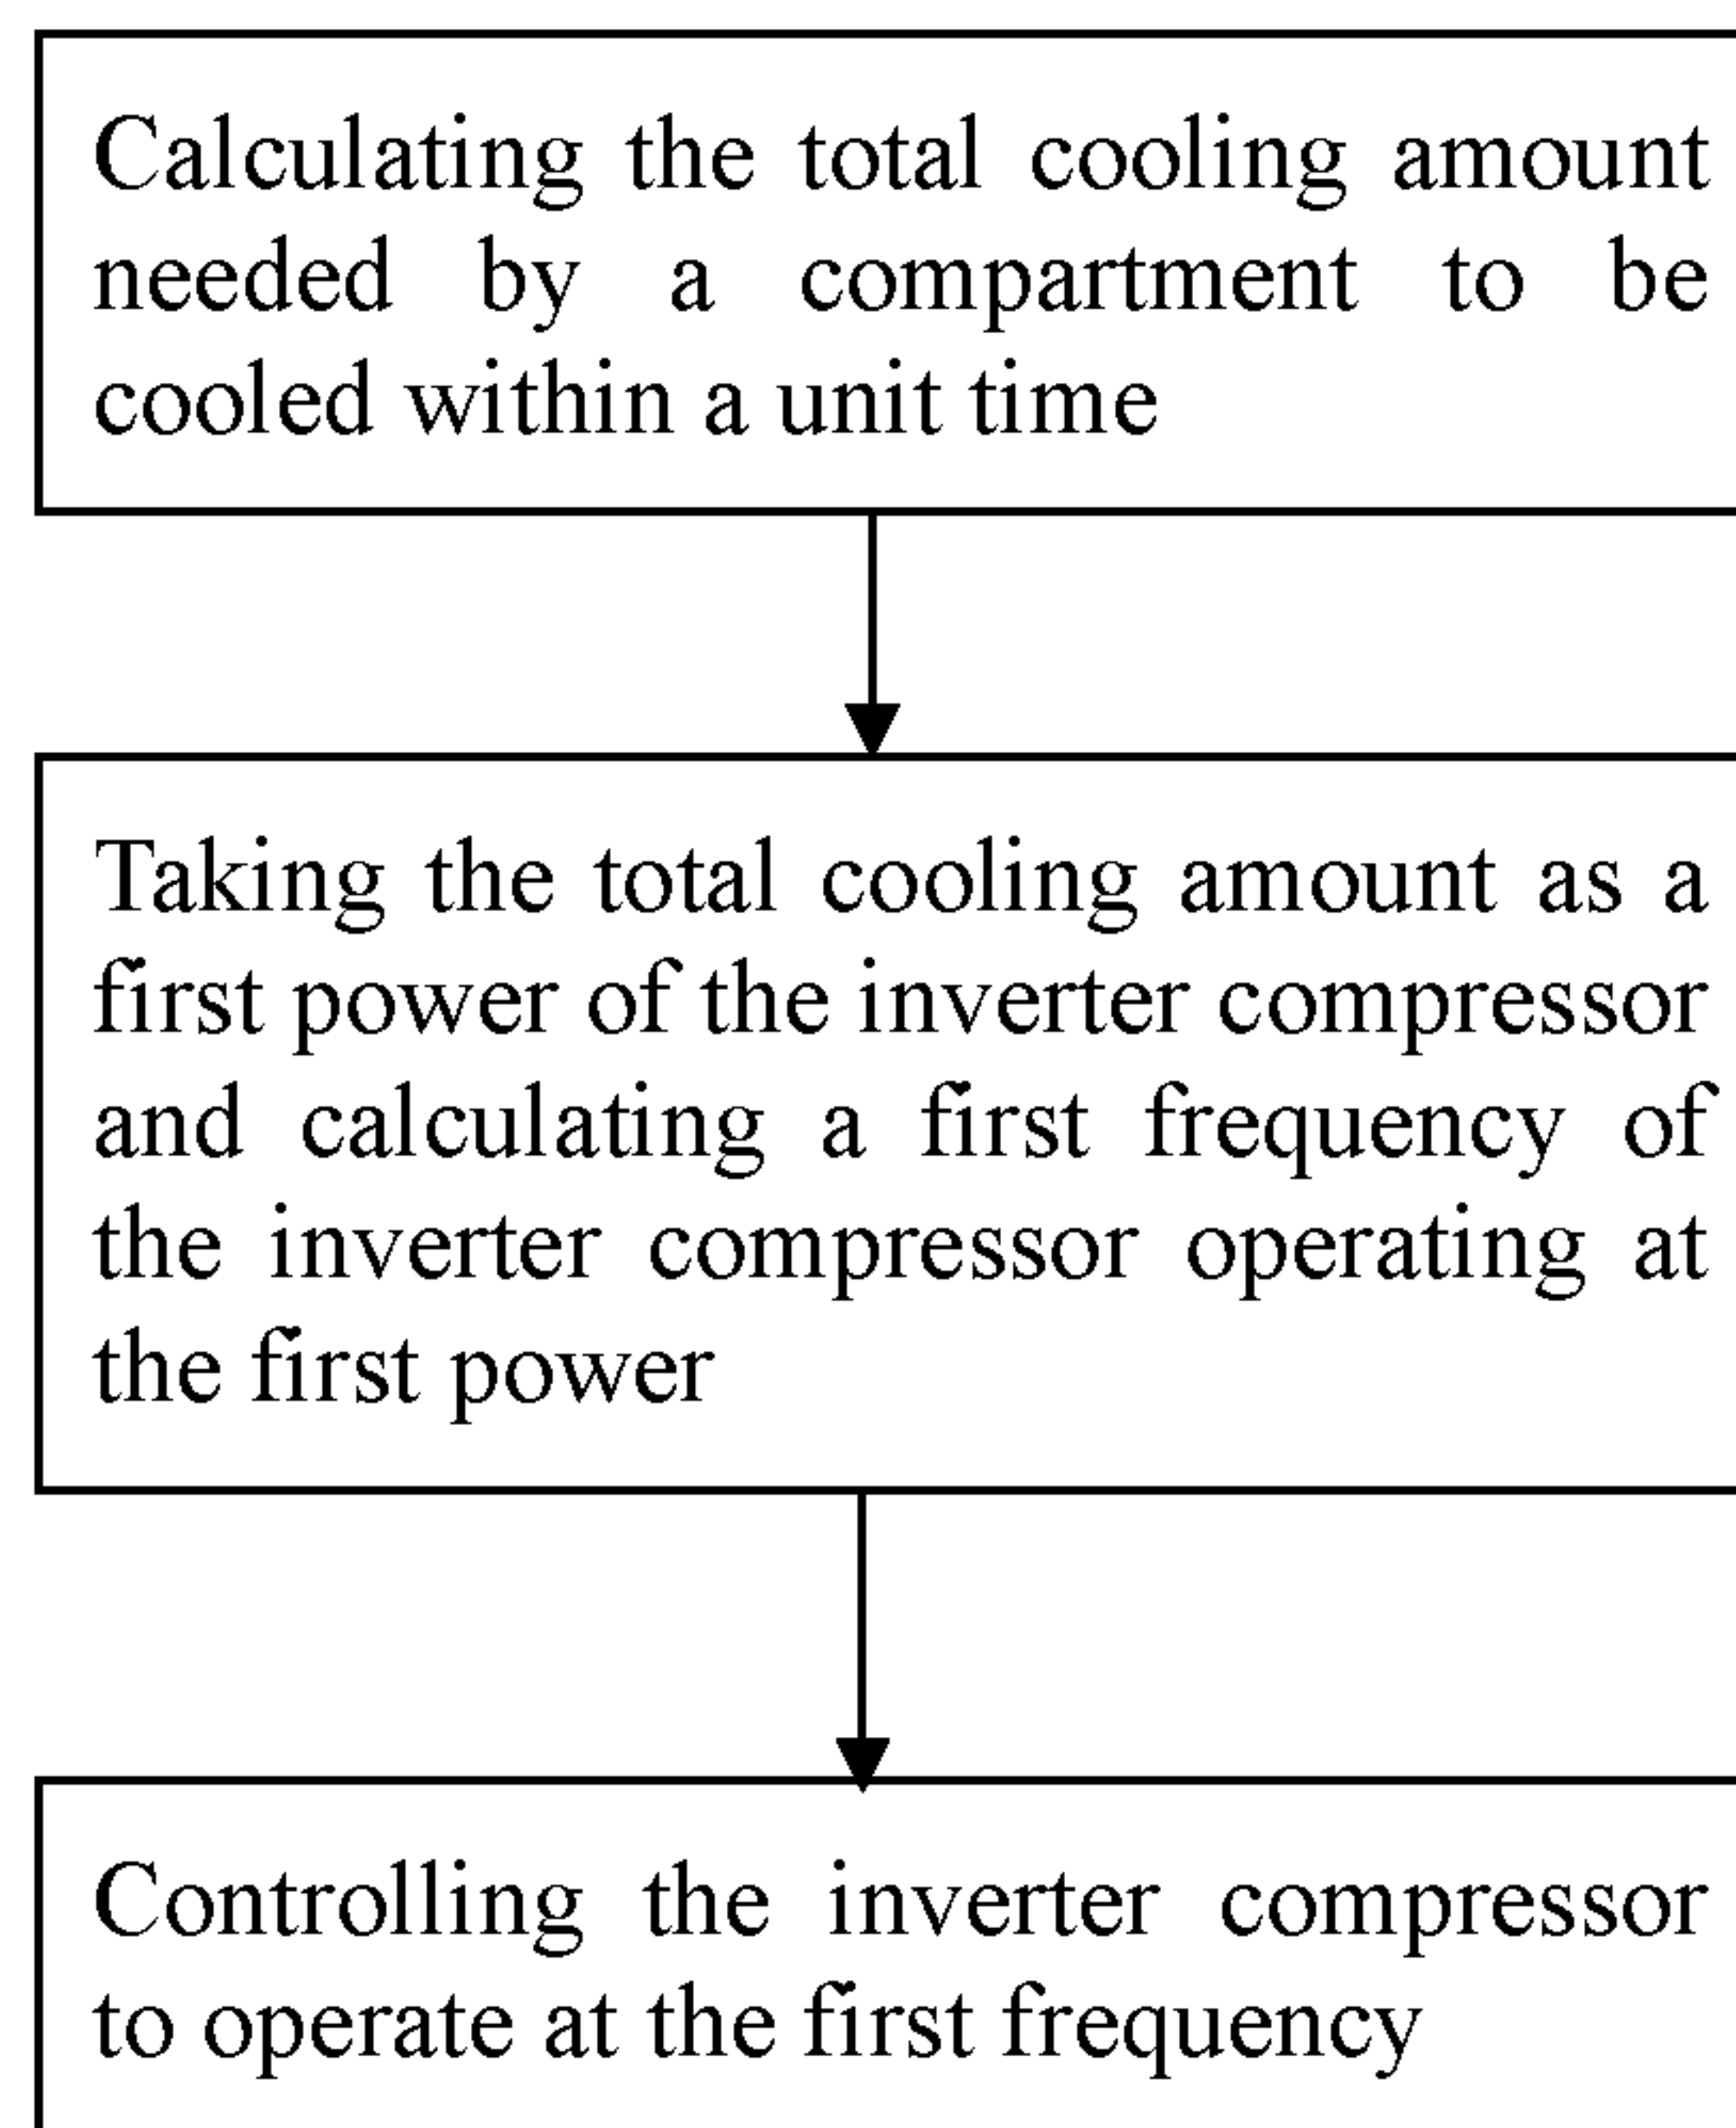 Calculating the total cooling amount
needed by a compartment to be
cooled within a unit time
Taking the total cooling amount as a
first power of the inverter compressor
and calculating a first frequency of
the inverter compressor operating at
the first power
Controlling the inverter compressor
to operate at the first frequency